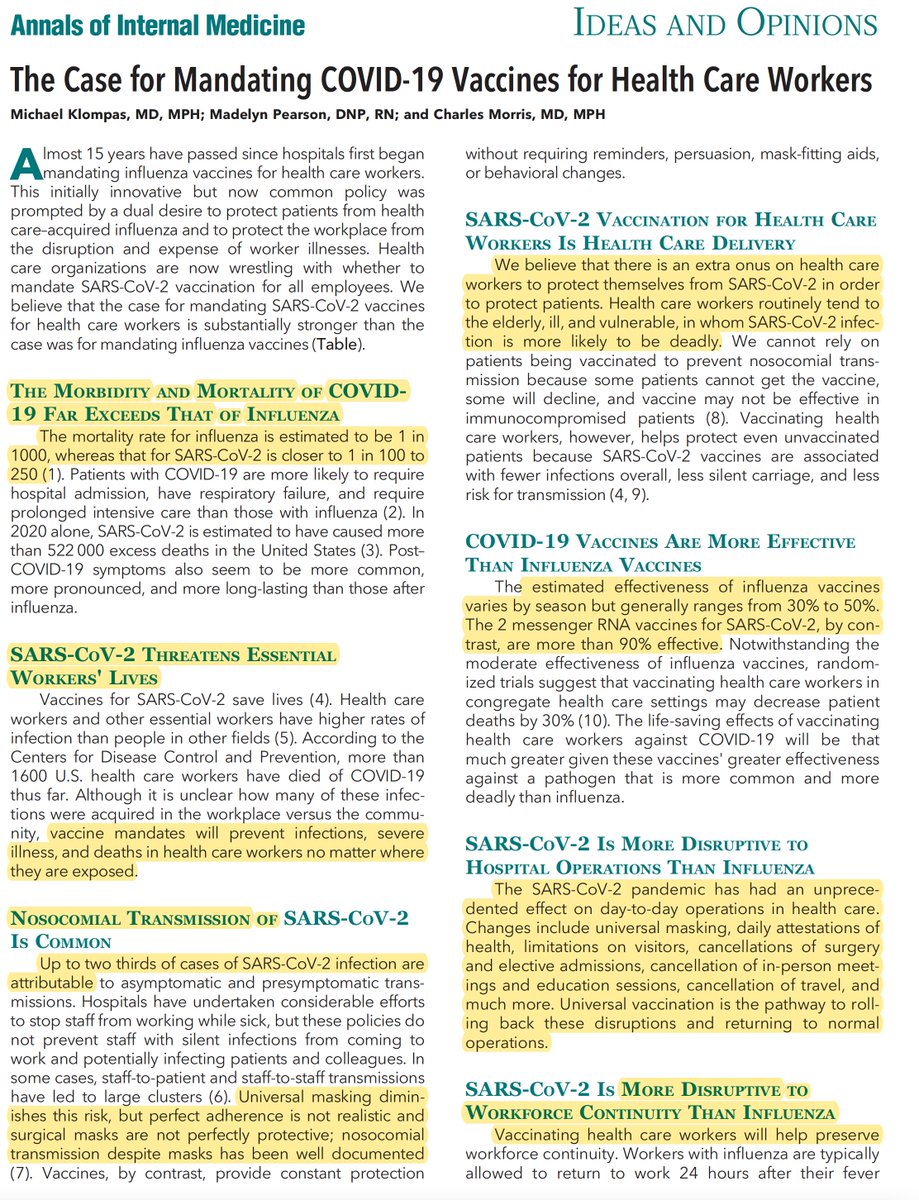 Annals of Internal Medicine
IDEAS AND OPINIONS
The Case for Mandating COVID-19 Vaccines for Health Care Workers
Michael Klompas, MD, MPH; Madelyn Pearson, DNP, RN; and Charles Morris, MD, MPH
Almost 15 years have passed since hospitals first began
mandating influenza vaccines for health care workers.
This initially innovative but now common policy was
prompted by a dual desire to protect patients from health
care–acquired influenza and to protect the workplace from
the disruption and expense of worker illnesses. Health
care organizations are now wrestling with whether to
mandate SARS-CoV-2 vaccination for all employees. We
believe that the case for mandating SARS-CoV-2 vaccines
for health care workers is substantially stronger than the
case was for mandating influenza vaccines (Table).
THE MORBIDITY AND MORTALITY OF COVID-
19 FAR EXCEEDS THAT OF INFLUENZA
The mortality rate for influenza is estimated to be 1 in
1000, whereas that for SARS-CoV-2 is closer to 1 in 100 to
250 (1). Patients with COVID-19 are more likely to require
hospital admission, have respiratory failure, and require
prolonged intensive care than those with influenza (2). In
2020 alone, SARS-CoV-2 is estimated to have caused more
than 522 000 excess deaths in the United States (3). Post–
COVID-19 symptoms also seem to be more common,
more pronounced, and more long-lasting than those after
influenza.
SARS-COV-2 THREATENS ESSENTIAL
WORKERS' LIVES
Vaccines for SARS-CoV-2 save lives (4). Health care
workers and other essential workers have higher rates of
infection than people in other fields (5). According to the
Centers for Disease Control and Prevention, more than
1600 U.S. health care workers have died of COVID-19
thus far. Although it is unclear how many of these infec-
tions were acquired in the workplace versus the commu-
nity, vaccine mandates will prevent infections, severe
illness, and deaths in health care workers no matter where
they are exposed.
NOSOCOMIAL TRANSMISSION OF SARS-COV-2
IS COMMON
Up to two thirds of cases of SARS-CoV-2 infection are
attributable to asymptomatic and presymptomatic trans-
missions. Hospitals have undertaken considerable efforts
to stop staff from working while sick, but these policies do
not prevent staff with silent infections from coming to
work and potentially infecting patients and colleagues. In
some cases, staff-to-patient and staff-to-staff transmissions
have led to large clusters (6). Universal masking dimin-
ishes this risk, but perfect adherence is not realistic and
surgical masks are not perfectly protective; nosocomial
transmission despite masks has been well documented
(7). Vaccines, by contrast, provide constant protection
without requiring reminders, persuasion, mask-fitting aids,
or behavioral changes.
SARS-COV-2 VACCINATION FOR HEALTH CARE
WORKERS IS HEALTH CARE DELIVERY
We believe that there is an extra onus on health care
workers to protect themselves from SARS-CoV-2 in order
to protect patients. Health care workers routinely tend to
the elderly, ill, and vulnerable, in whom SARS-CoV-2 infec-
tion is more likely to be deadly. We cannot rely on
patients being vaccinated to prevent nosocomial trans-
mission because some patients cannot get the vaccine,
some will decline, and vaccine may not be effective in
immunocompromised patients (8). Vaccinating health
care workers, however, helps protect even unvaccinated
patients because SARS-CoV-2 vaccines are associated
with fewer infections overall, less silent carriage, and less
risk for transmission (4, 9).
COVID-19 VACCINES ARE MORE EFFECTIVE
THAN INFLUENZA VACCINES
The estimated effectiveness of influenza vaccines
varies by season but generally ranges from 30% to 50%.
The 2 messenger RNA vaccines for SARS-CoV-2, by con-
trast, are more than 90% effective. Notwithstanding the
moderate effectiveness of influenza vaccines, random-
ized trials suggest that vaccinating health care workers in
congregate health care settings may decrease patient
deaths by 30% (10). The life-saving effects of vaccinating
health care workers against COVID-19 will be that
much greater given these vaccines' greater effectiveness
against a pathogen that is more common and more
deadly than influenza.
SARS-COV-2 IS MORE DISRUPTIVE TO
HOSPITAL OPERATIONS THAN INFLUENZA
The SARS-CoV-2 pandemic has had an unprece-
dented effect on day-to-day operations in health care.
Changes include universal masking, daily attestations of
health, limitations on visitors, cancellations of surgery
and elective admissions, cancellation of in-person meet-
ings and education sessions, cancellation of travel, and
much more. Universal vaccination is the pathway to roll-
ing back these disruptions and returning to normal
operations.
SARS-COV-2 IS MORE DISRUPTIVE TO
WORKFORCE CONTINUITY THAN INFLUENZA
Vaccinating health care workers will help preserve
workforce continuity. Workers with influenza are typically
allowed to return to work 24 hours after their fever